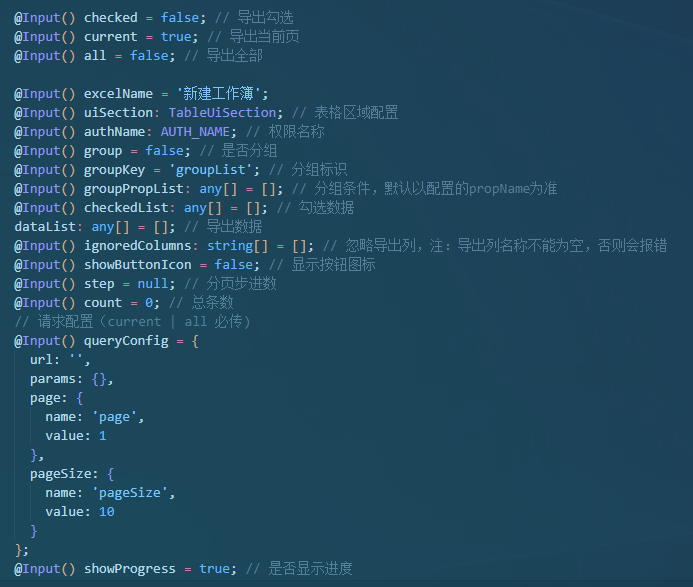 @Input() checked = false; // 导出勾选
@Input() current = true; // 导出当前页
@Input() all = false; // 导出全部
@Input() excelName = '新建工作簿';
@Input() uiSection: TableUiSection; // 表格区域配置
@Input() authName: AUTH_NAME; // 权限名称
@Input() group = false; // 是否分组
@Input() groupKey = 'groupList'; // 分组标识
@Input() groupPropList: any[] = []; // 分组条件，默认以配置的propName为准
@Input() checkedList: any[] = []; // 勾选数据
dataList: any[] = []; // 导出数据
@Input() ignoredColumns: string[] = []; // 忽略导出列，注：导出列名称不能为空，否则会报错
@Input() showButtonIcon = false; // 显示按钮图标
@Input() step = null; // 分页步进数
@Input() count = 0; // 总条数
// 请求配置（current | all 必传)
@Input() queryConfig = {
url: '',
params: {},
page: {
name: 'page',
value: 1
},
pageSize: {
name: 'pageSize',
value: 10
}
};
@Input() showProgress = true; // 是否显示进度